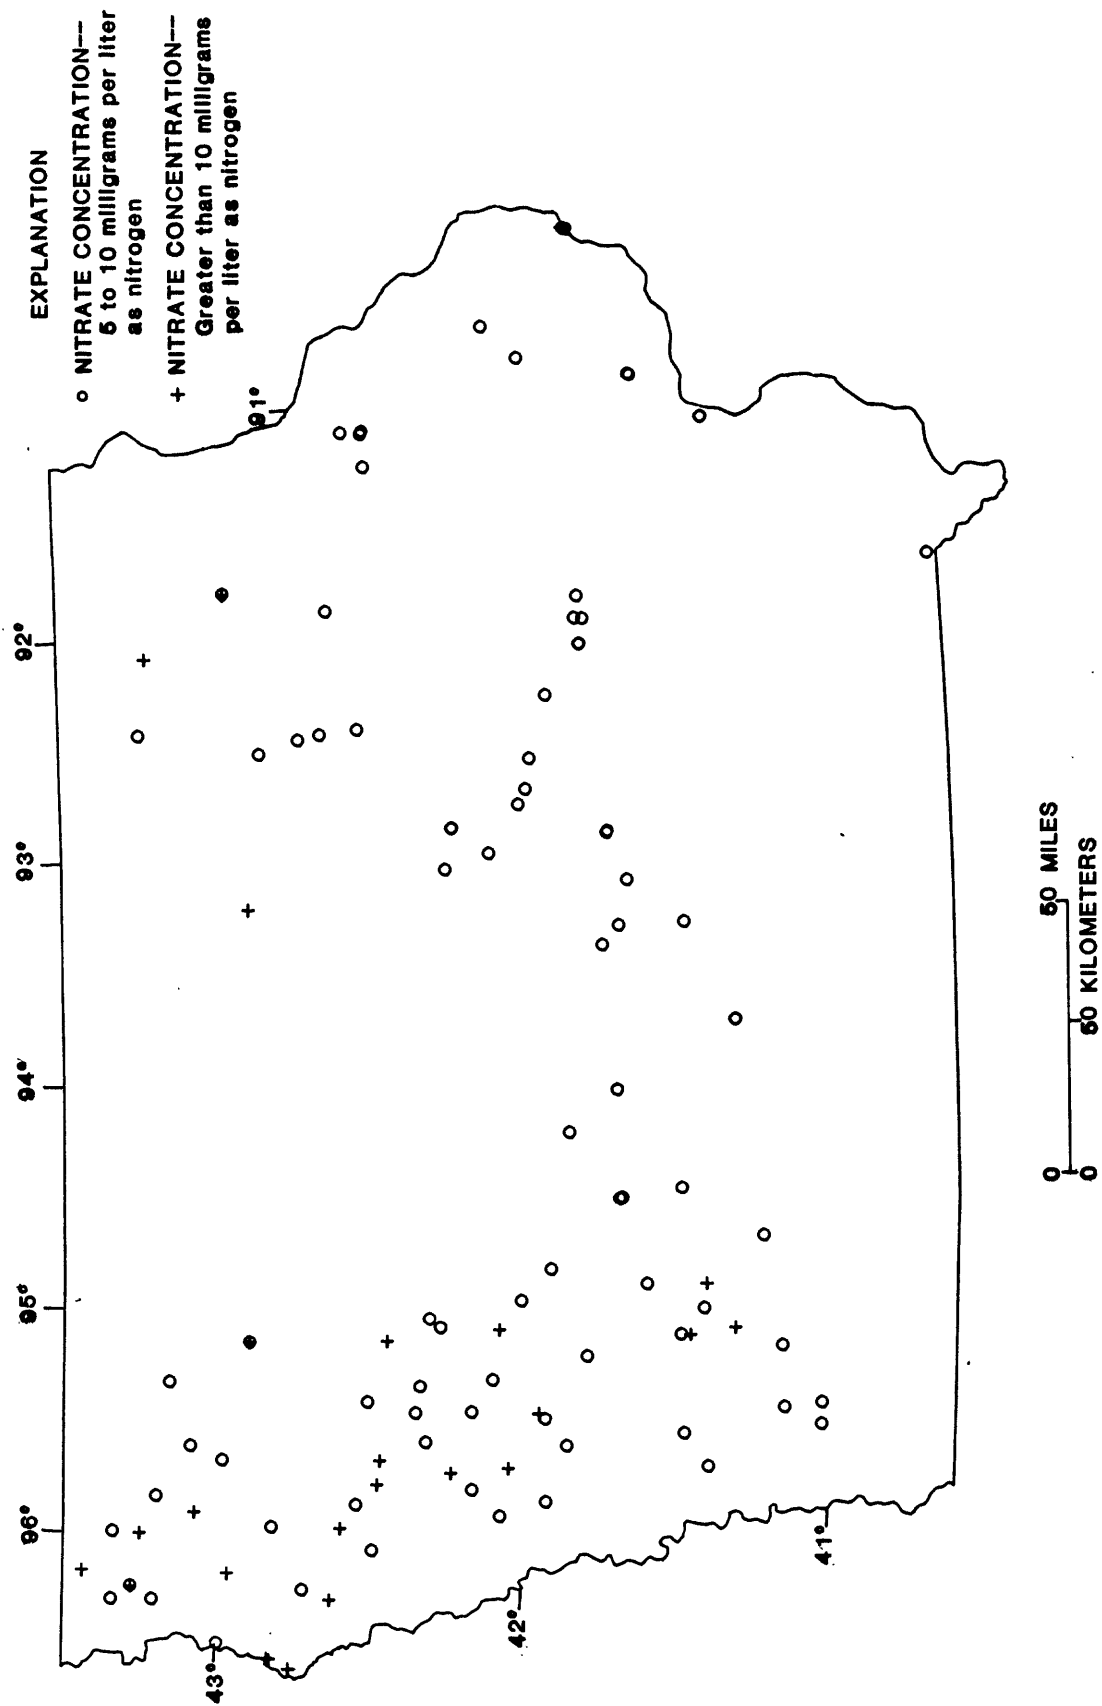 EXPLANATION
o NITRATE CONCENTRATION--
5 to 10 milligrams per liter
as nitrogen
+ NITRATE CONCENTRATION--
Greater than 10 milligrams
per liter as nitrogen
96°
95°
94°
93°
92°
91°
43°
42°
41°
0 50 MILES
0 50 KILOMETERS